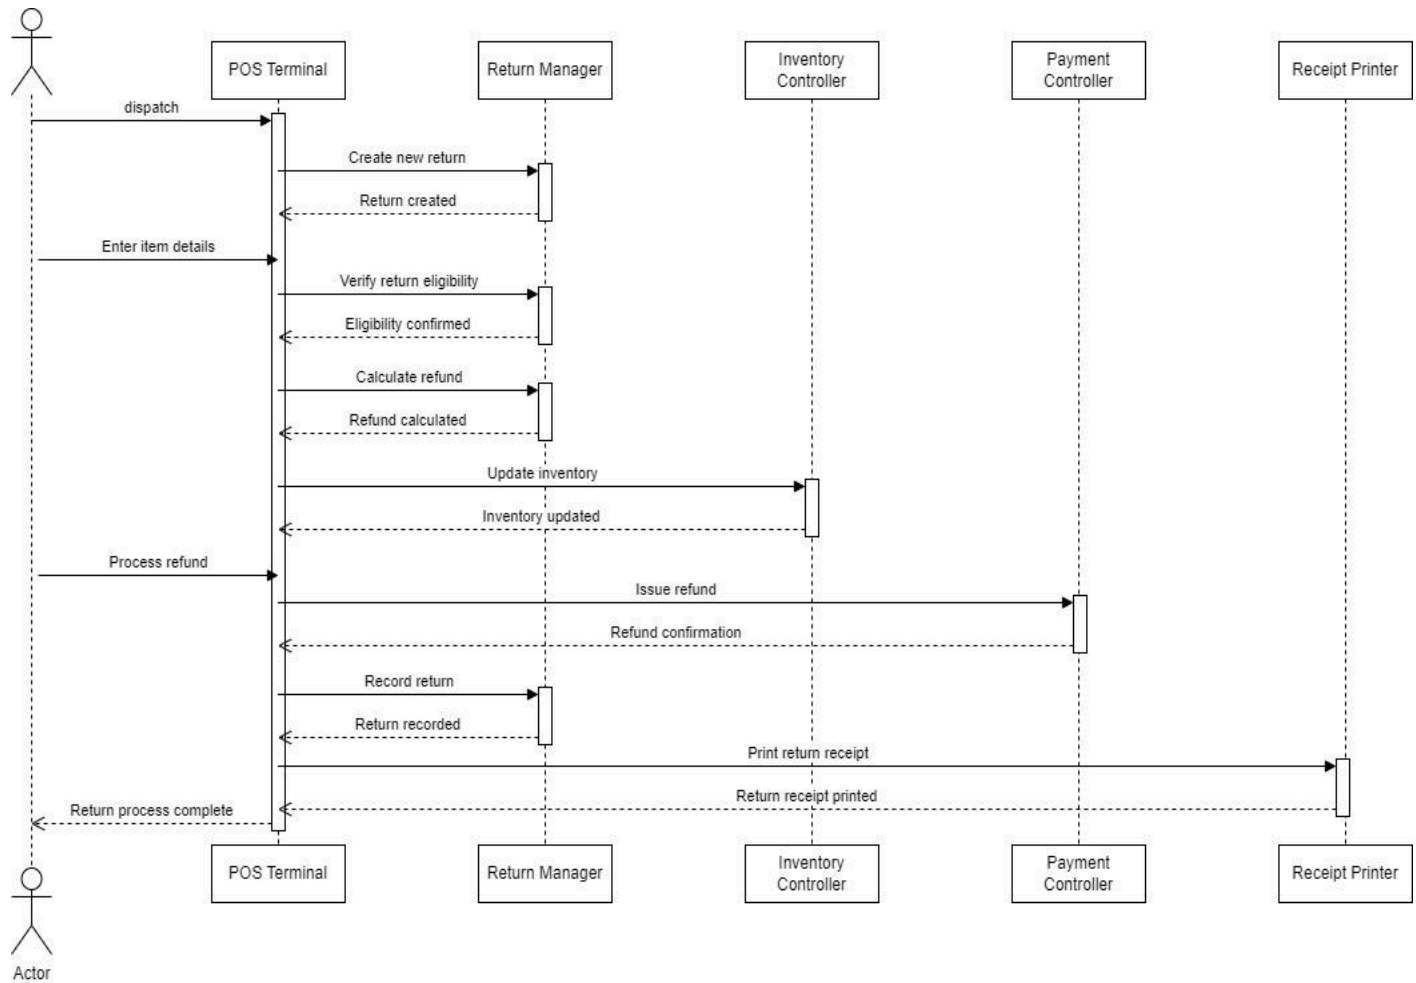 POS Terminal
Return Manager
Inventory
Controller
Payment
Controller
Receipt Printer
dispatch
Create new return
Return created
Enter item details
Verify return eligibility
Eligibility confirmed
Calculate refund
Refund calculated
Update inventory
Inventory updated
Process refund
Issue refund
Refund confirmation
Record return
Return recorded
Print return receipt
Return receipt printed
Return process complete
POS Terminal
Return Manager
Inventory
Controller
Payment
Controller
Receipt Printer
Actor